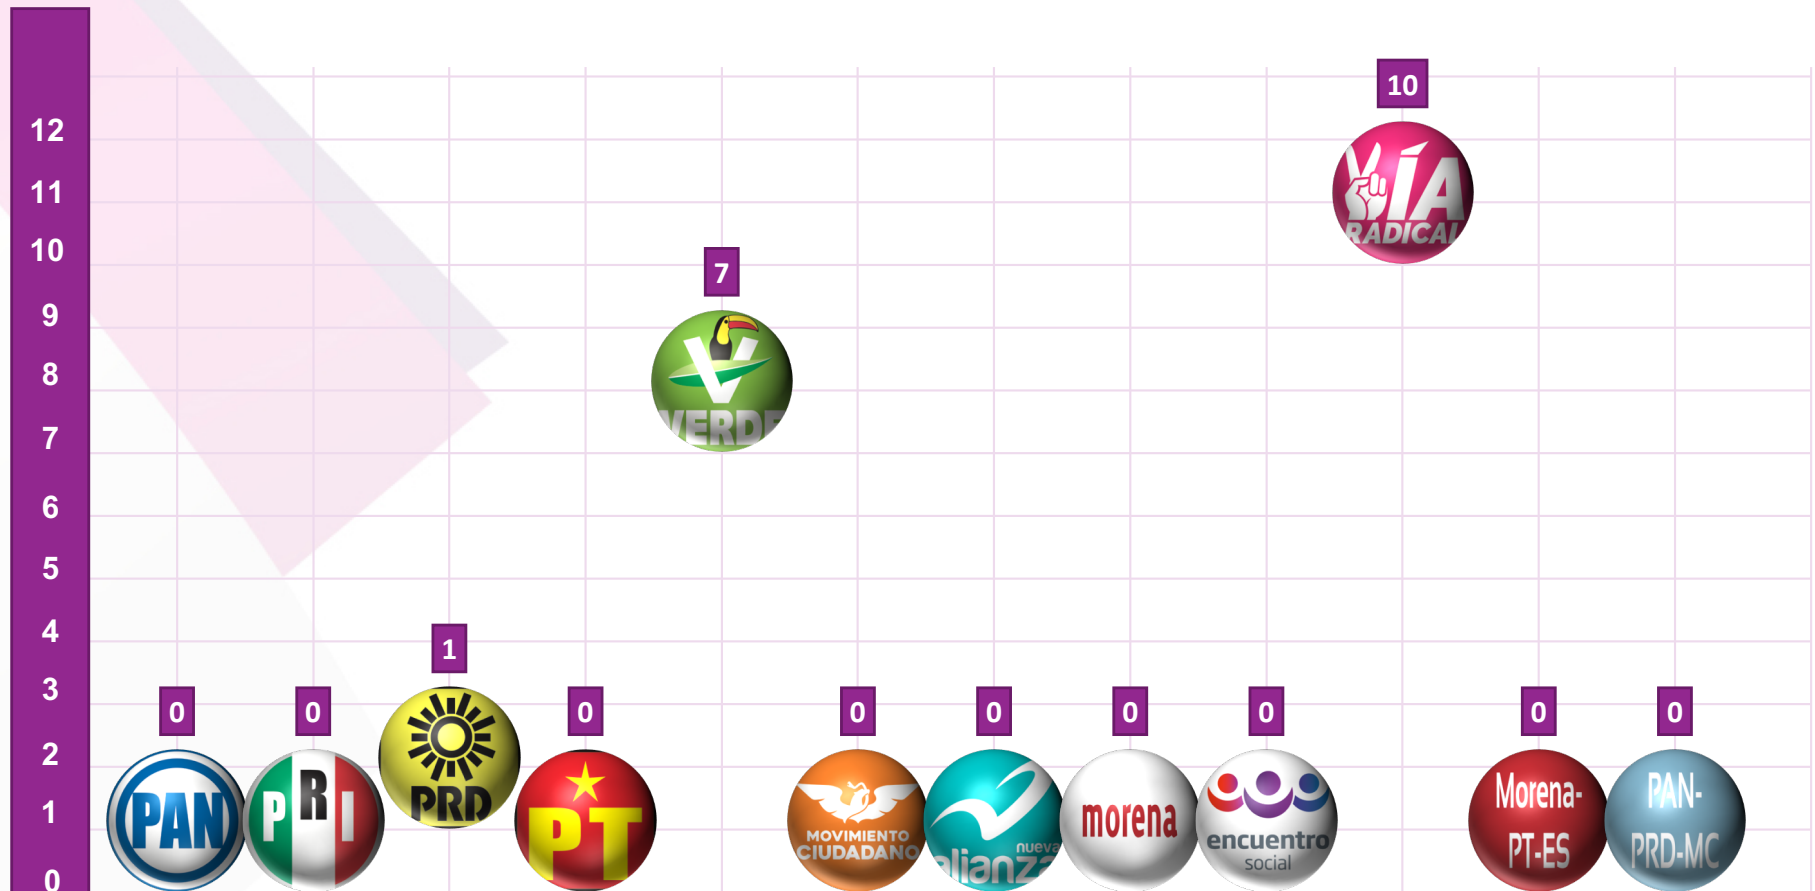 12
11
10
9
8
7
6
5
4
3
2
1
0
10
7
1
0
0
0
0
0
0
0
0
0
VÍA
RADICAL
VERDE
PRD
PAN
PRI
PT
MOVIMIENTO
CIUDADANO
nueva
alianza
morena
encuentro
social
Morena-
PT-ES
PAN-
PRD-MC